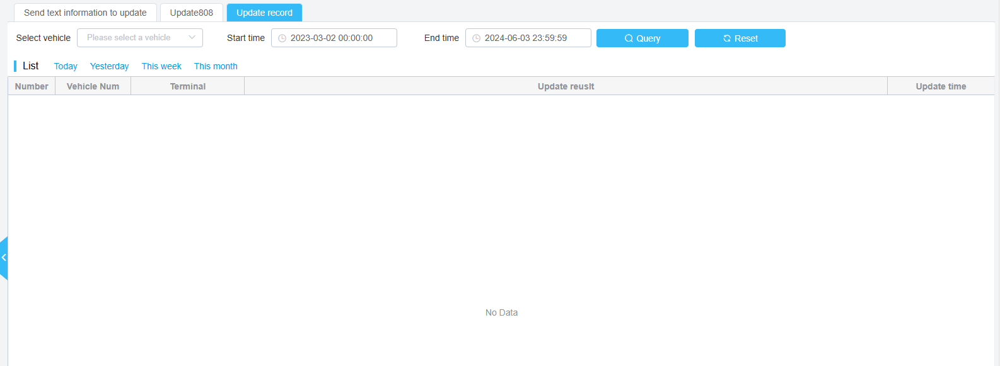 Send text information to update Update808 Update record
Select vehicle Please select a vehicle Start time 2023-03-02 00:00:00 End time 2024-06-03 23:59:59 Query Reset
List Today Yesterday This week This month
Number Vehicle Num Terminal Update reuslt Update time
No Data